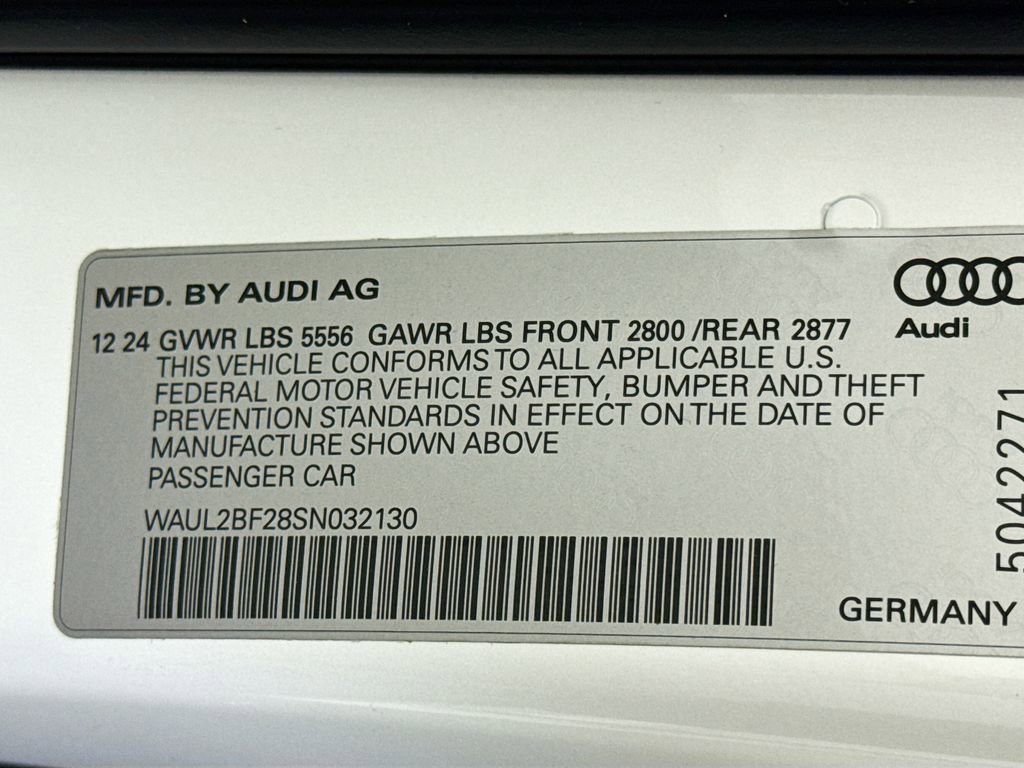 MFD. BY AUDI AG
Audi
12 24 GVWR LBS 5556 GAWR LBS FRONT 2800 /REAR 2877
THIS VEHICLE CONFORMS TO ALL APPLICABLE U.S.
FEDERAL MOTOR VEHICLE SAFETY, BUMPER AND THEFT
PREVENTION STANDARDS IN EFFECT ON THE DATE OF
MANUFACTURE SHOWN ABOVE
PASSENGER CAR
WAUL2BF28SN032130
GERMANY
5042271